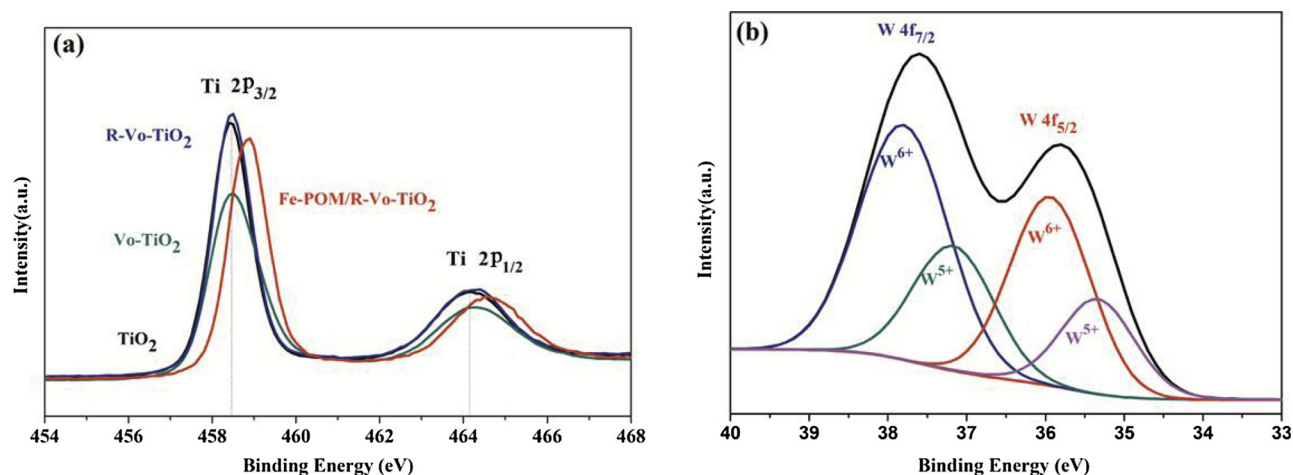 (a)
Ti 2p3/2
R-Vo-TiO2
Fe-POM/R-Vo-TiO2
Vo-TiO2
Ti 2p1/2
TiO2
Intensity(a.u.)
454 456 458 460 462 464 466 468
Binding Energy (eV)
(b)
W 4f7/2
W 4f5/2
W6+
W6+
W5+
W5+
Intensity(a.u.)
40 39 38 37 36 35 34 33
Binding Energy (eV)